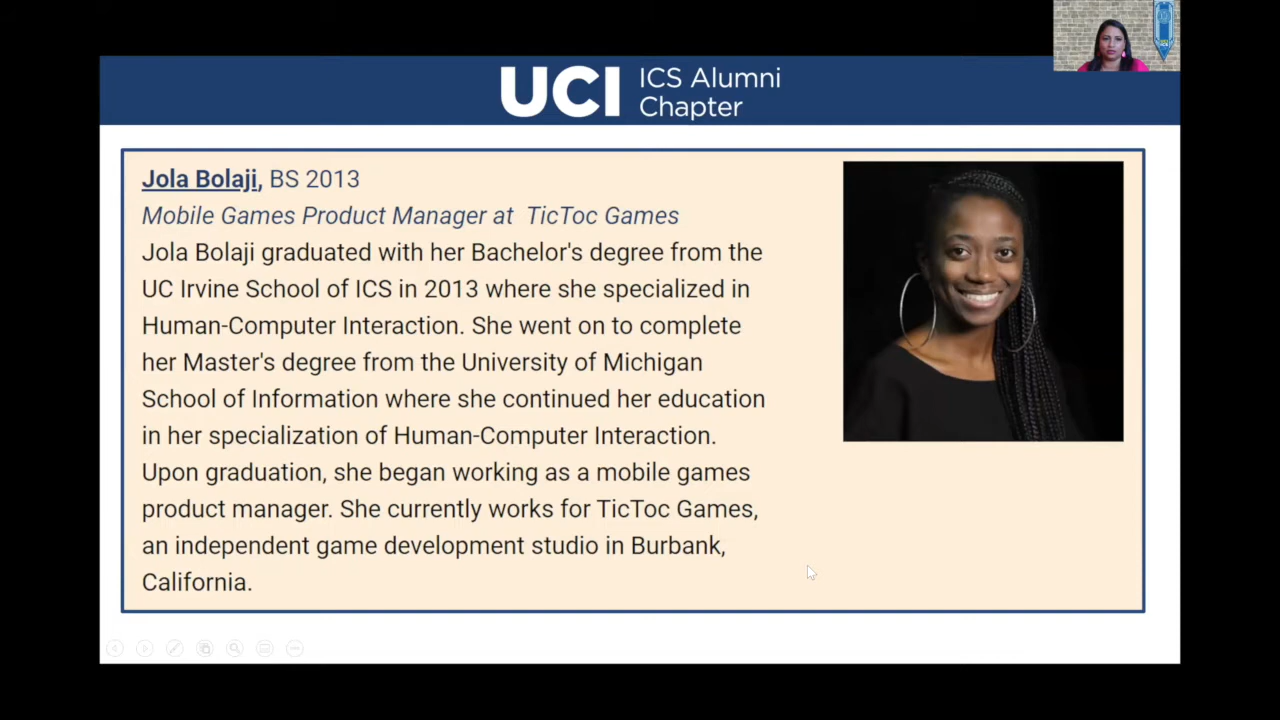 UCI ICS Alumni
Chapter
Jola Bolaji, BS 2013
Mobile Games Product Manager at TicToc Games
Jola Bolaji graduated with her Bachelor's degree from the
UC Irvine School of ICS in 2013 where she specialized in
Human-Computer Interaction. She went on to complete
her Master's degree from the University of Michigan
School of Information where she continued her education
in her specialization of Human-Computer Interaction.
Upon graduation, she began working as a mobile games
product manager. She currently works for TicToc Games,
an independent game development studio in Burbank,
California.